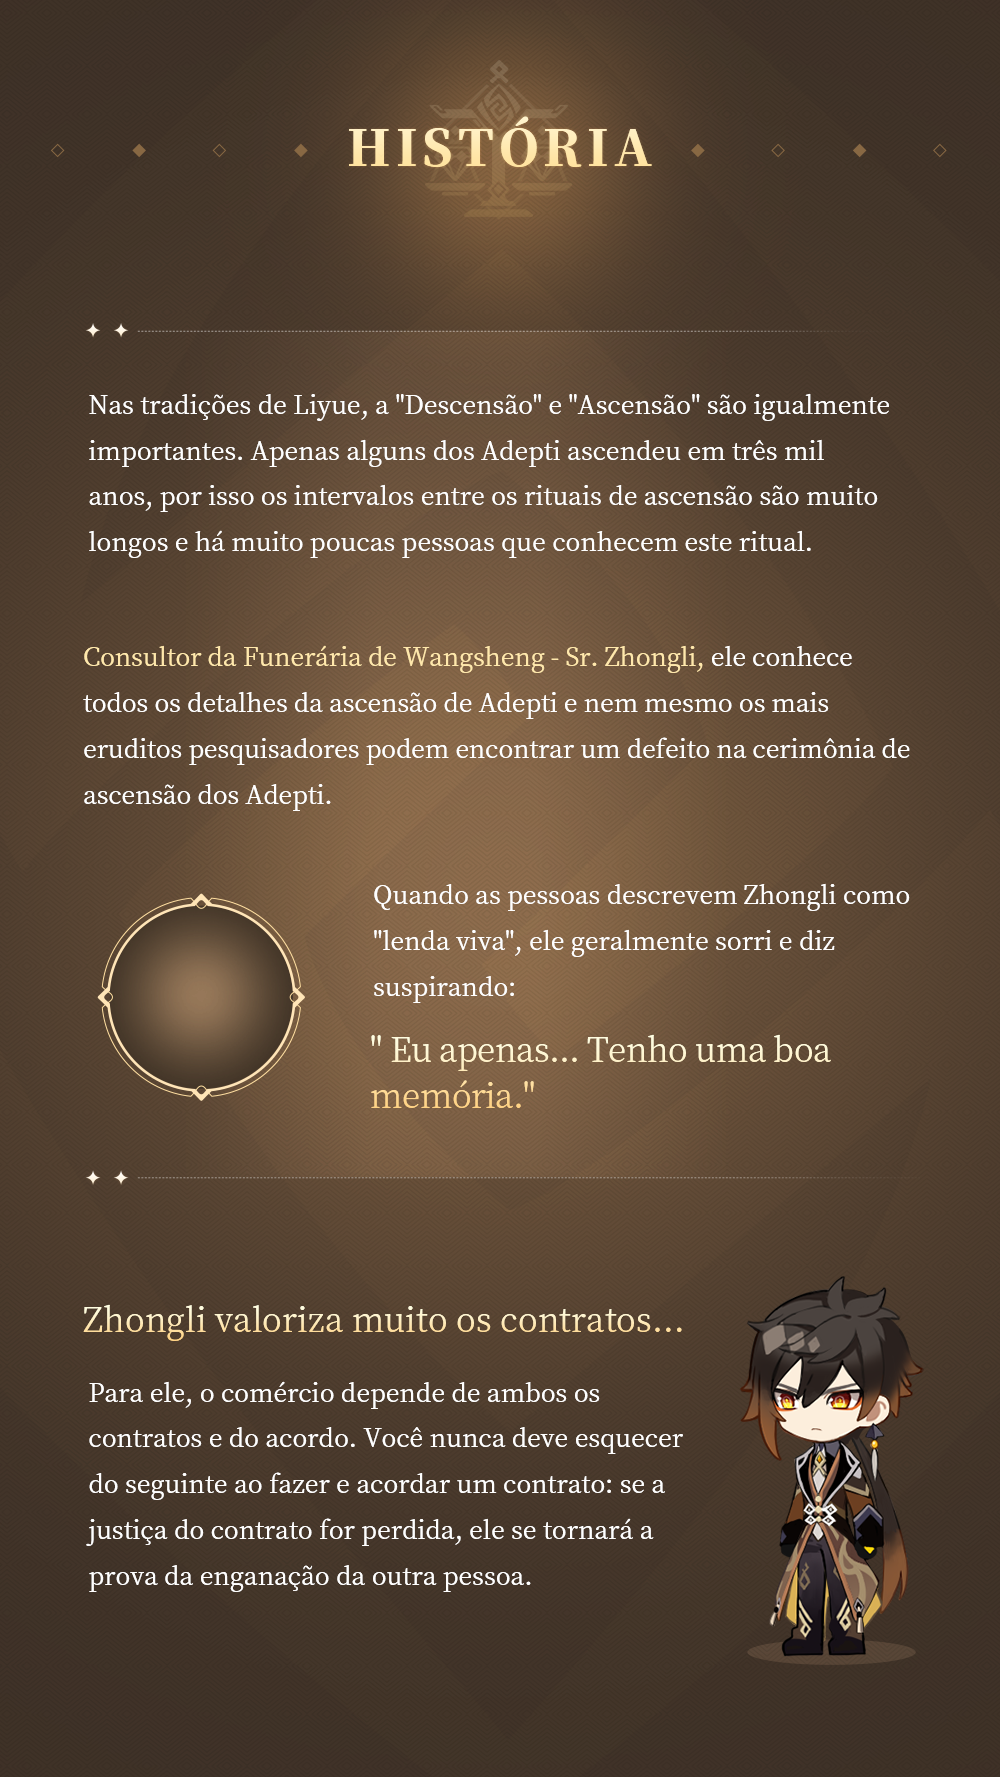 HISTÓRIA
Nas tradições de Liyue, a "Descensão" e "Ascensão" são igualmente
importantes. Apenas alguns dos Adepti ascendeu em três mil
anos, por isso os intervalos entre os rituais de ascensão são muito
longos e há muito poucas pessoas que conhecem este ritual.
Consultor da Funerária de Wangsheng - Sr. Zhongli, ele conhece
todos os detalhes da ascensão de Adepti e nem mesmo os mais
eruditos pesquisadores podem encontrar um defeito na cerimônia de
ascensão dos Adepti.
Quando as pessoas descrevem Zhongli como
"lenda viva", ele geralmente sorri e diz
suspirando:
" Eu apenas... Tenho uma boa
memória."
Zhongli valoriza muito os contratos...
Para ele, o comércio depende de ambos os
contratos e do acordo. Você nunca deve esquecer
do seguinte ao fazer e acordar um contrato: se a
justiça do contrato for perdida, ele se tornará a
prova da enganação da outra pessoa.